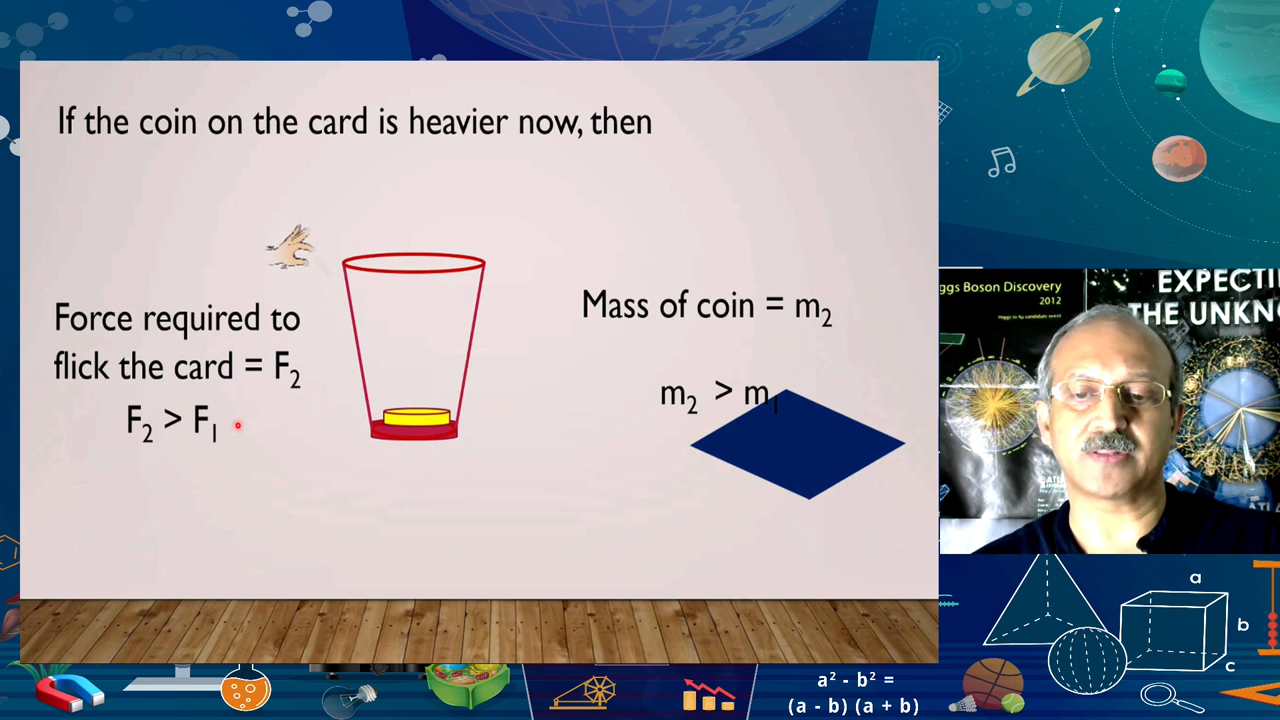 If the coin on the card is heavier now, then
Force required to
flick the card = F₂
F₂ > F₁
Mass of coin = m₂
m₂ > m₁
ggs Boson Discovery
2012
EXPECTI
THE UNKN
a
b
c
a² - b² =
(a - b) (a + b)